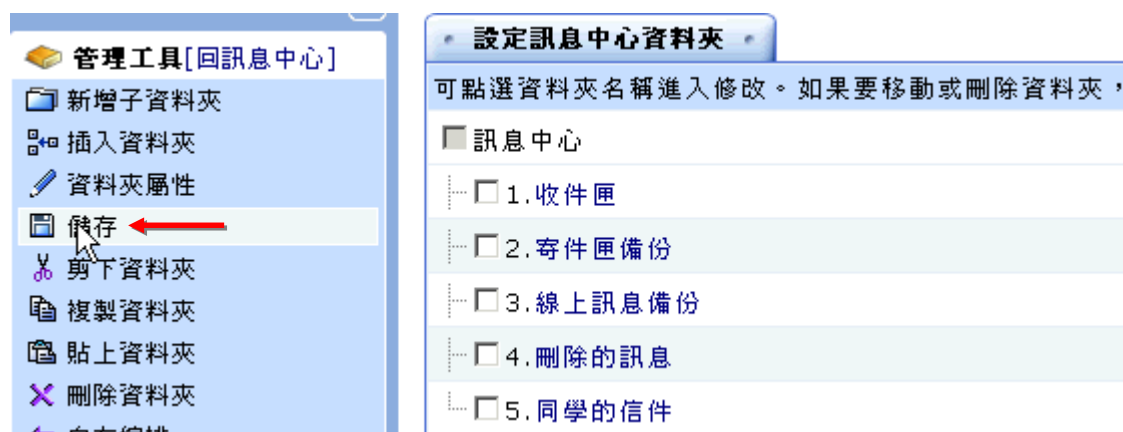 管理工具[回訊息中心]
新增子資料夾
插入資料夾
資料夾屬性
儲存
剪下資料夾
複製資料夾
貼上資料夾
刪除資料夾
設定訊息中心資料夾
可點選資料夾名稱進入修改。如果要移動或刪除資料夾，
訊息中心
1.收件匣
2.寄件匣備份
3.線上訊息備份
4.刪除的訊息
5.同學的信件